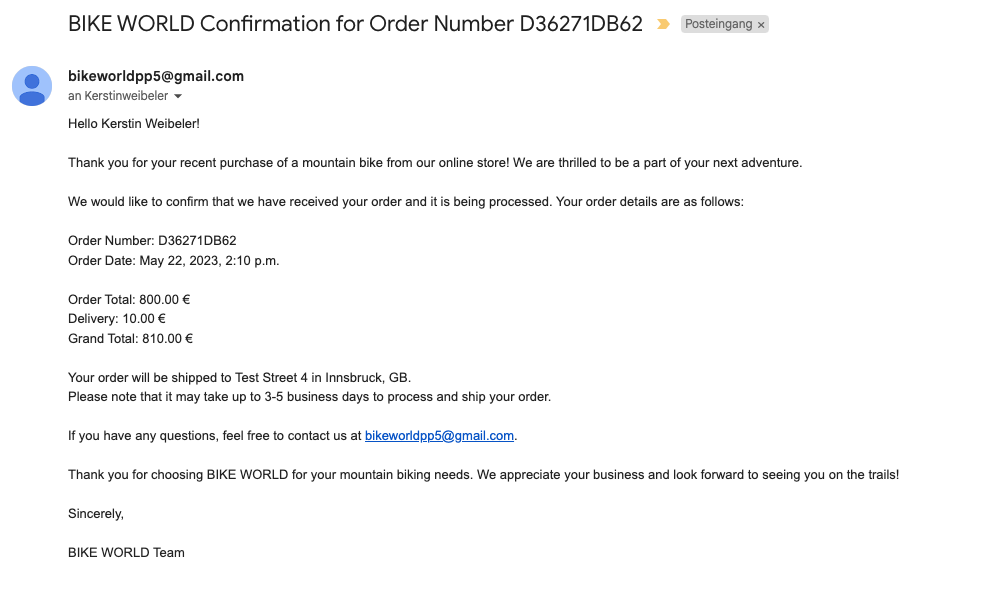 BIKE WORLD Confirmation for Order Number D36271DB62
Posteingang ×
bikeworldpp5@gmail.com
an Kerstinweibeler
Hello Kerstin Weibeler!
Thank you for your recent purchase of a mountain bike from our online store! We are thrilled to be a part of your next adventure.
We would like to confirm that we have received your order and it is being processed. Your order details are as follows:
Order Number: D36271DB62
Order Date: May 22, 2023, 2:10 p.m.
Order Total: 800.00 €
Delivery: 10.00 €
Grand Total: 810.00 €
Your order will be shipped to Test Street 4 in Innsbruck, GB.
Please note that it may take up to 3-5 business days to process and ship your order.
If you have any questions, feel free to contact us at bikeworldpp5@gmail.com.
Thank you for choosing BIKE WORLD for your mountain biking needs. We appreciate your business and look forward to seeing you on the trails!
Sincerely,
BIKE WORLD Team